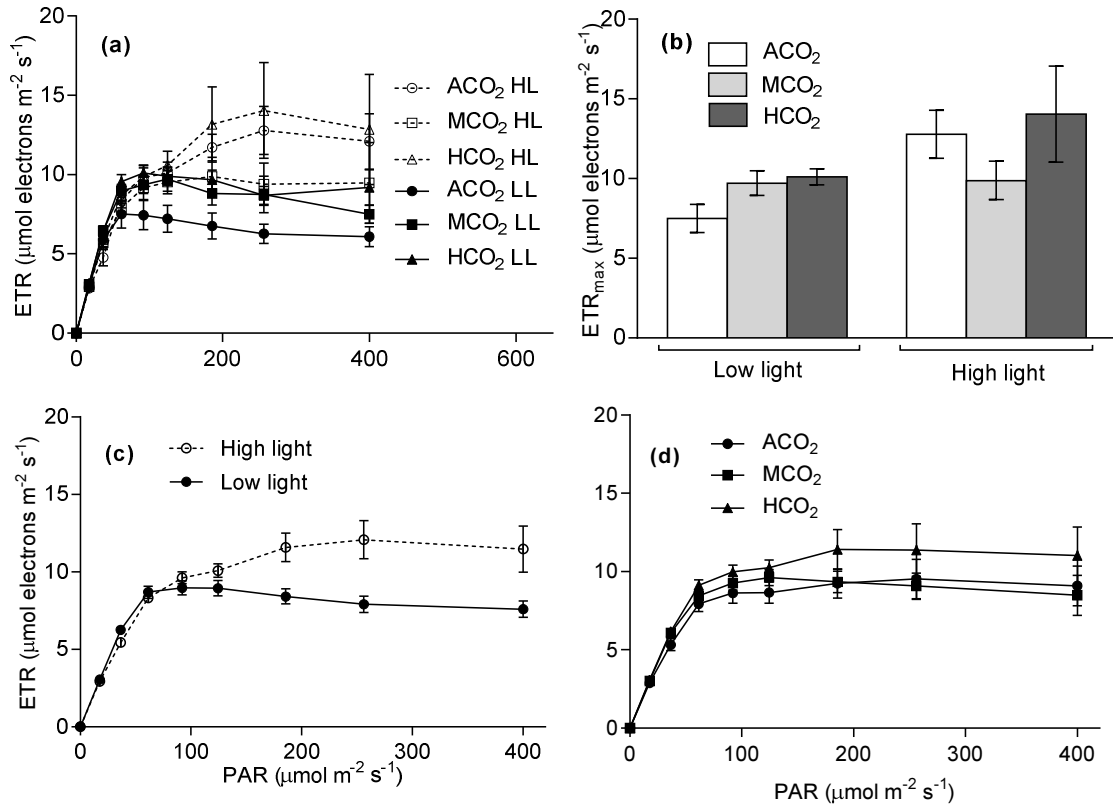 (a)
ETR (μmol electrons m⁻² s⁻¹)
20
15
10
5
0
0 200 400 600
ACO₂ HL
MCO₂ HL
HCO₂ HL
ACO₂ LL
MCO₂ LL
HCO₂ LL
(b)
ETRmax (μmol electrons m⁻² s⁻¹)
20
15
10
5
0
ACO₂
MCO₂
HCO₂
Low light High light
(c)
ETR (μmol electrons m⁻² s⁻¹)
20
15
10
5
0
0 100 200 300 400
High light
Low light
PAR (μmol m⁻² s⁻¹)
(d)
20
15
10
5
0
0 100 200 300 400
ACO₂
MCO₂
HCO₂
PAR (μmol m⁻² s⁻¹)